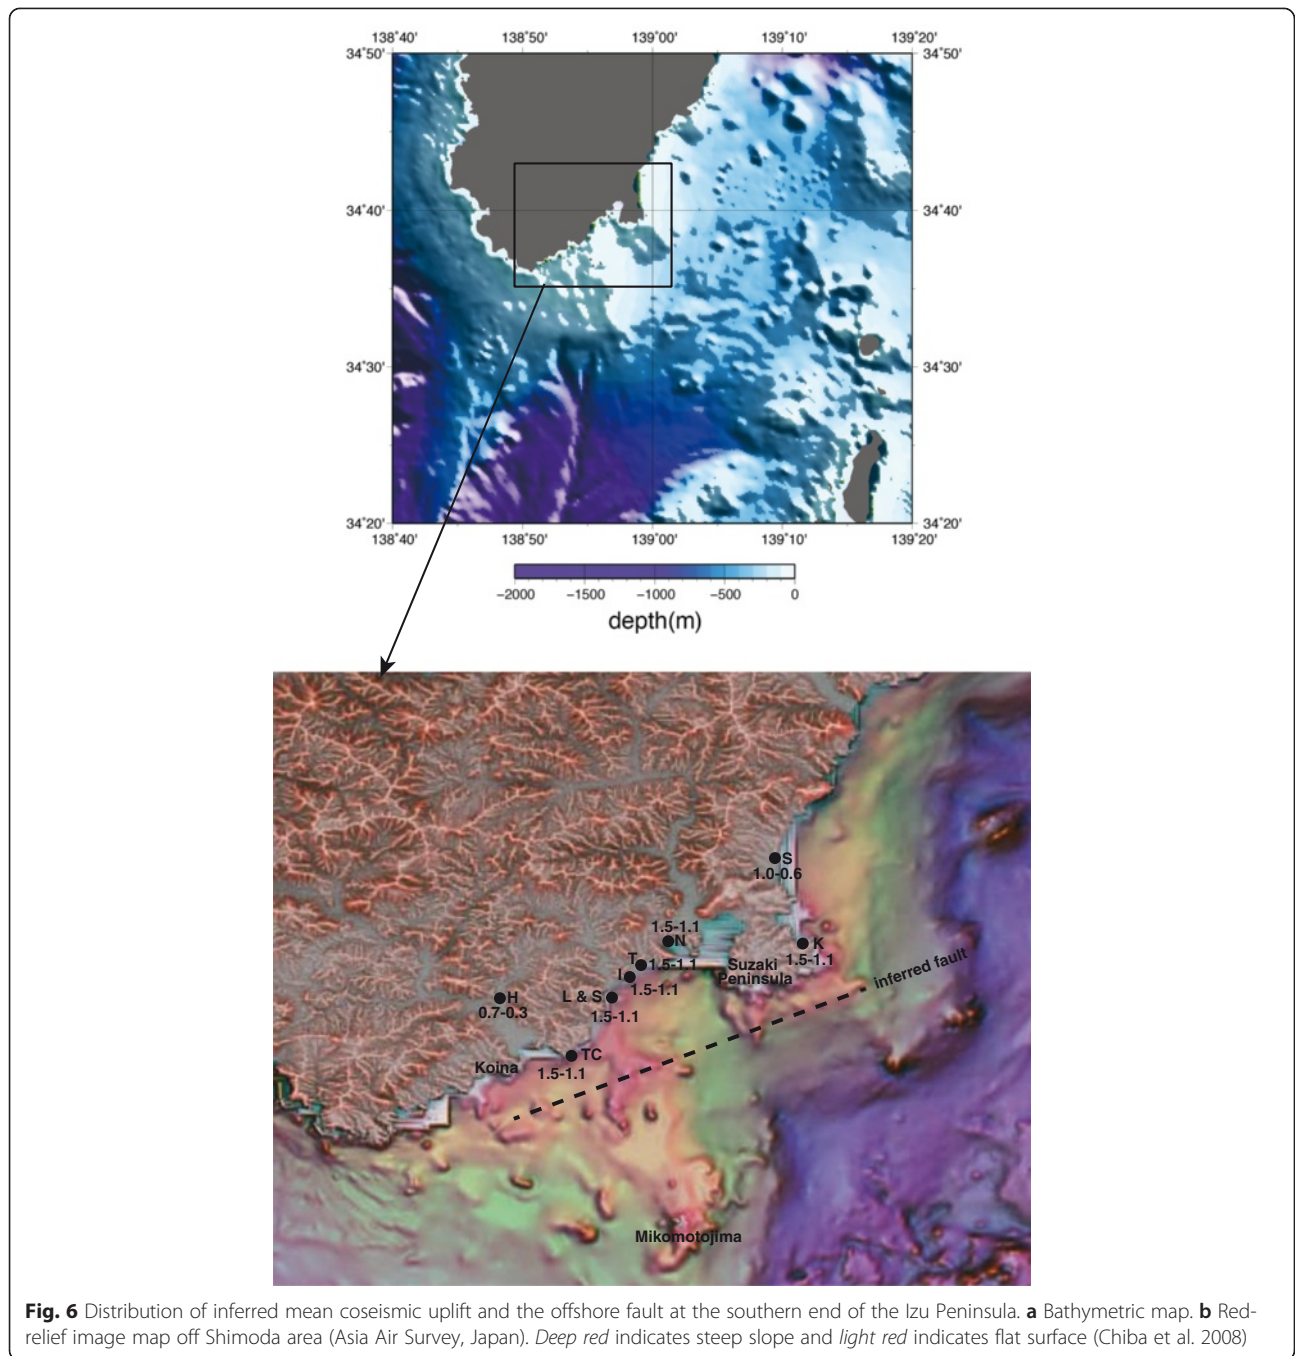 138°40' 138°50' 139°00' 139°10' 139°20'
34°50' 34°50'
34°40' 34°40'
34°30' 34°30'
34°20' 34°20'
138°40' 138°50' 139°00' 139°10' 139°20'
−2000 −1500 −1000 −500 0
depth(m)
S
1.0-0.6
1.5-1.1
N
K
1.5-1.1
T
1.5-1.1
Suzaki
Peninsula
inferred fault
I
1.5-1.1
L & S
1.5-1.1
H
0.7-0.3
TC
1.5-1.1
Koina
Mikomotojima
Fig. 6 Distribution of inferred mean coseismic uplift and the offshore fault at the southern end of the Izu Peninsula. a Bathymetric map. b Red-
relief image map off Shimoda area (Asia Air Survey, Japan). Deep red indicates steep slope and light red indicates flat surface (Chiba et al. 2008)